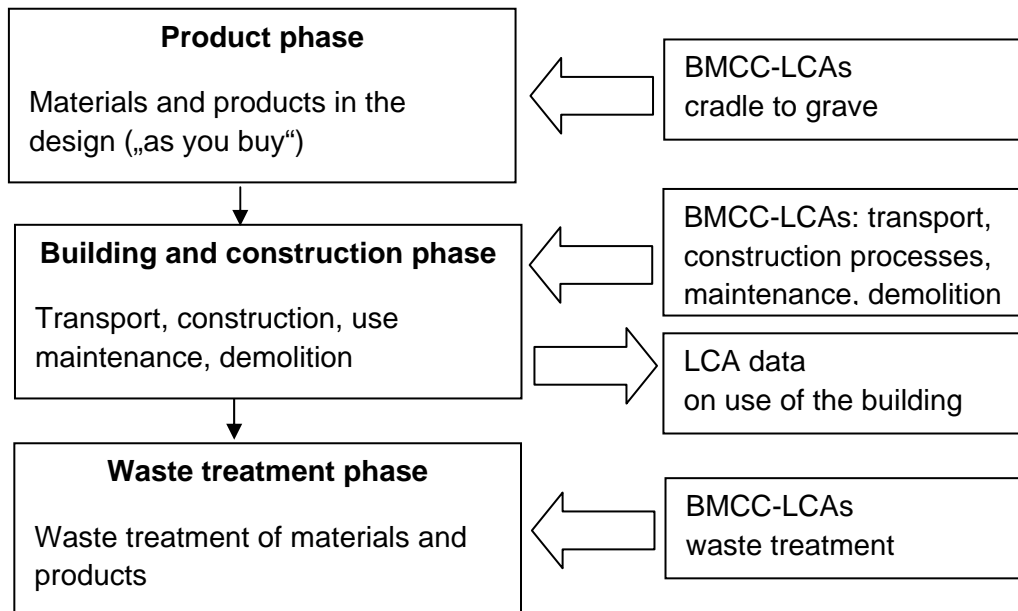 Product phase
Materials and products in the
design („as you buy“)
BMCC-LCAs
cradle to grave
Building and construction phase
Transport, construction, use
maintenance, demolition
BMCC-LCAs: transport,
construction processes,
maintenance, demolition
LCA data
on use of the building
Waste treatment phase
Waste treatment of materials and
products
BMCC-LCAs
waste treatment